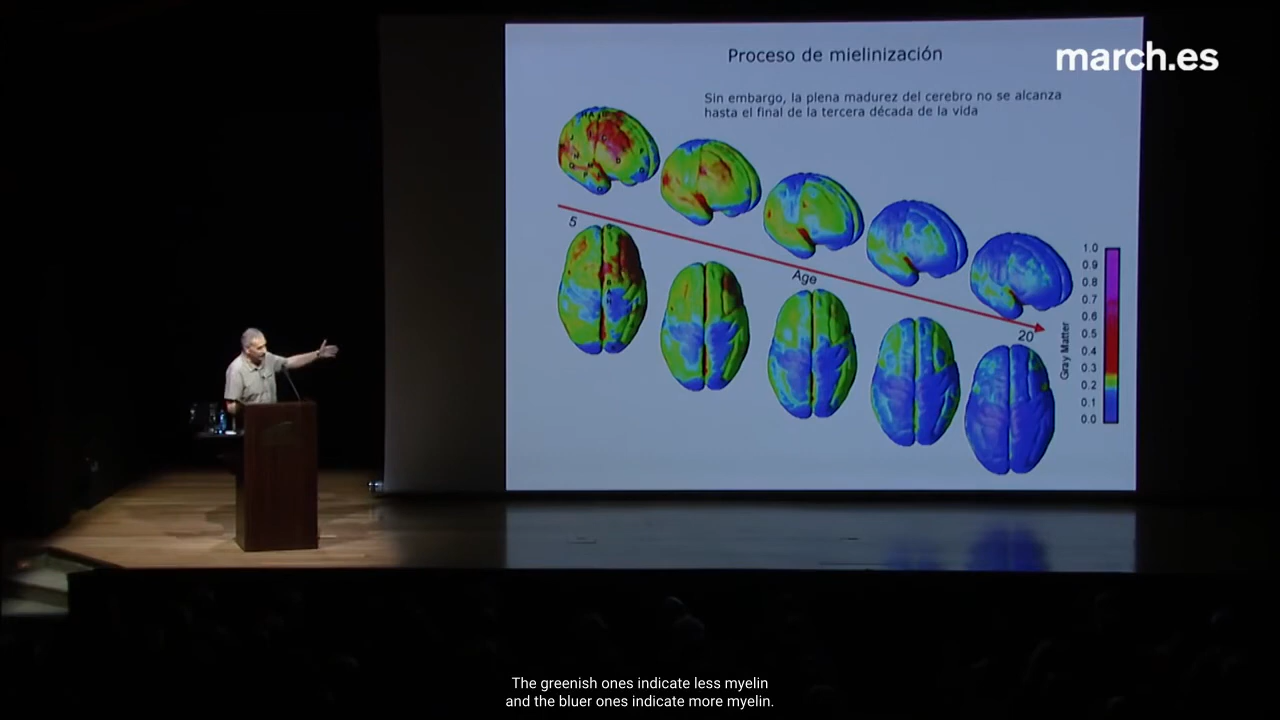 march.es
Proceso de mielinización
Sin embargo, la plena madurez del cerebro no se alcanza
hasta el final de la tercera década de la vida
5
Age
20
Gray Matter
1.0
0.9
0.8
0.7
0.6
0.5
0.4
0.3
0.2
0.1
0.0
The greenish ones indicate less myelin
and the bluer ones indicate more myelin.